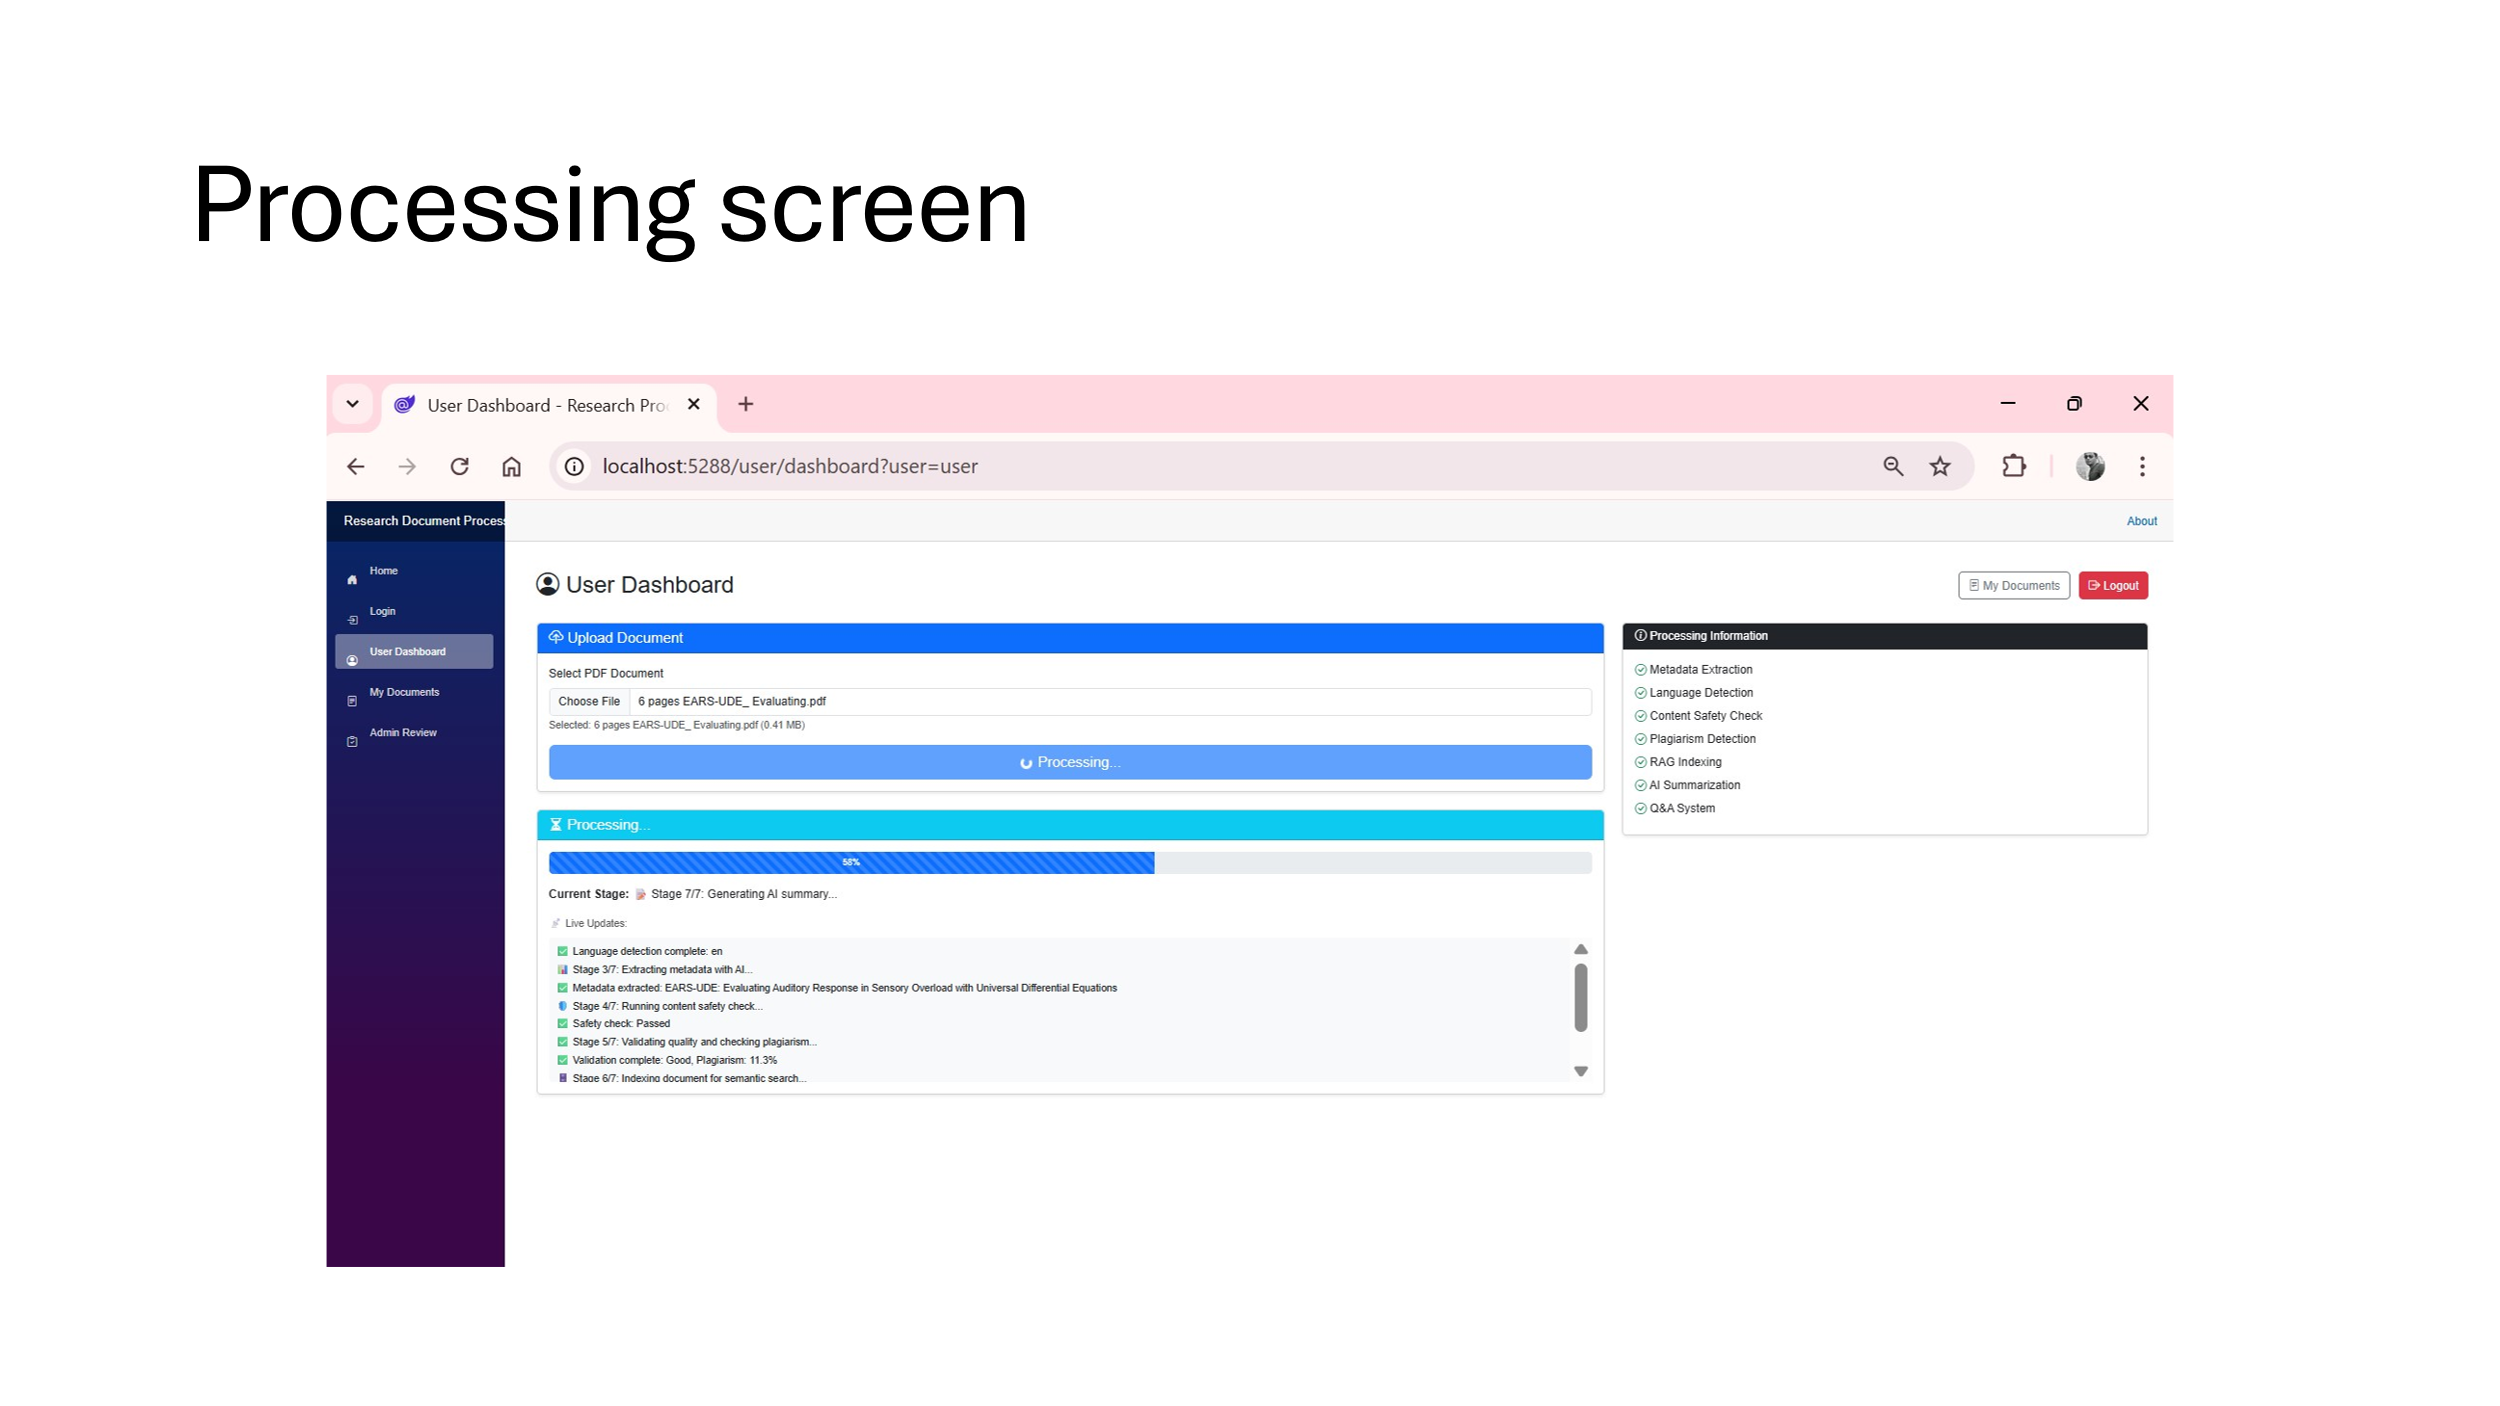 Processing screen
User Dashboard - Research Pro
localhost:5288/user/dashboard?user=user
Research Document Process
About
Home
Login
User Dashboard
My Documents
Admin Review
User Dashboard
My Documents
Logout
Upload Document
Select PDF Document
Choose File 6 pages EARS-UDE_ Evaluating.pdf
Selected: 6 pages EARS-UDE_ Evaluating.pdf (0.41 MB)
Processing...
Processing...
58%
Current Stage: Stage 7/7: Generating AI summary...
Live Updates:
Language detection complete: en
Stage 3/7: Extracting metadata with AI...
Metadata extracted: EARS-UDE: Evaluating Auditory Response in Sensory Overload with Universal Differential Equations
Stage 4/7: Running content safety check...
Safety check: Passed
Stage 5/7: Validating quality and checking plagiarism...
Validation complete: Good, Plagiarism: 11.3%
Stage 6/7: Indexing document for semantic search...
Processing Information
Metadata Extraction
Language Detection
Content Safety Check
Plagiarism Detection
RAG Indexing
AI Summarization
Q&A System